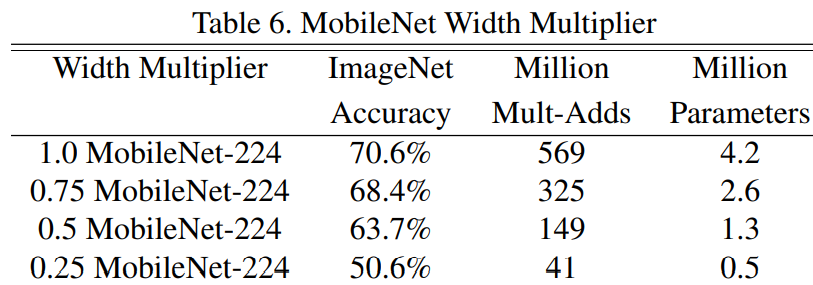 Table 6. MobileNet Width Multiplier
Width Multiplier ImageNet Million Million
Accuracy Mult-Adds Parameters
1.0 MobileNet-224 70.6% 569 4.2
0.75 MobileNet-224 68.4% 325 2.6
0.5 MobileNet-224 63.7% 149 1.3
0.25 MobileNet-224 50.6% 41 0.5